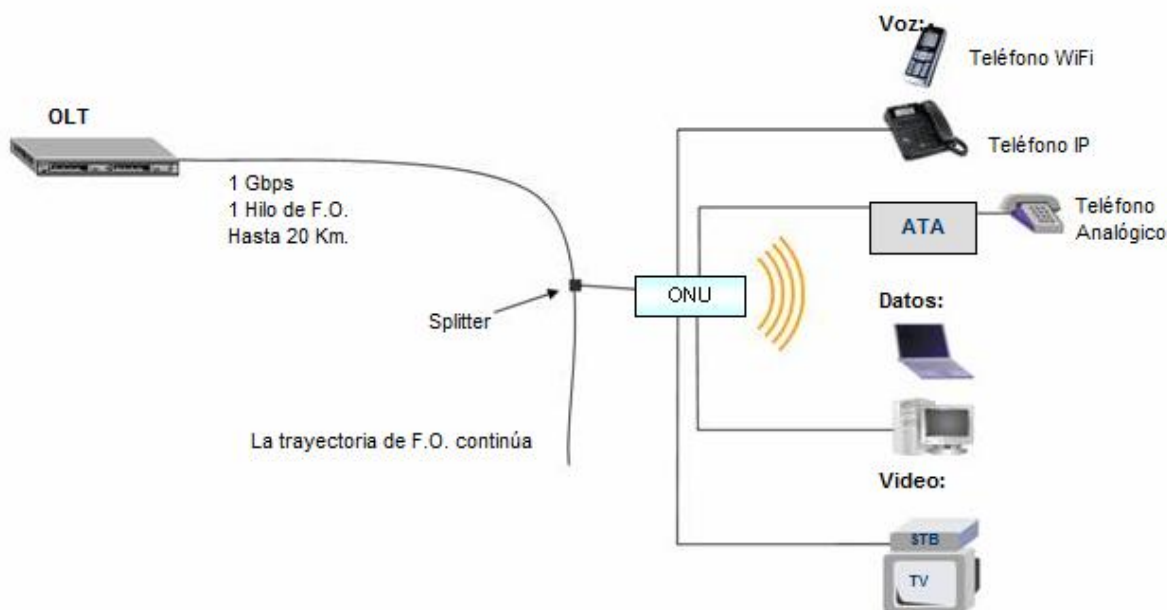 Voz:
Teléfono WiFi
OLT
Teléfono IP
1 Gbps
1 Hilo de F.O.
Hasta 20 Km.
ATA
Teléfono
Analógico
ONU
Splitter
Datos:
La trayectoria de F.O. continúa
Video:
STB
TV